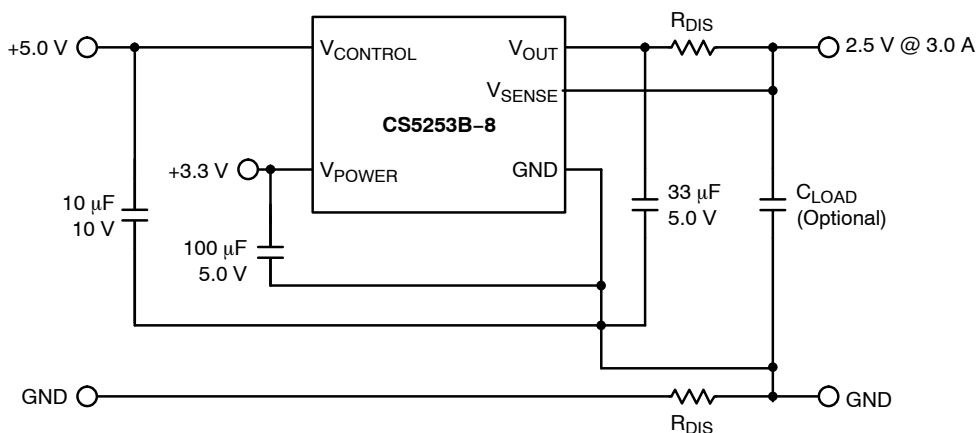 +5.0 V
VCONTROL
VOUT
RDIS
2.5 V @ 3.0 A
VSENSE
CS5253B−8
+3.3 V
VPOWER
GND
10 μF
10 V
100 μF
5.0 V
33 μF
5.0 V
CLOAD
(Optional)
GND
RDIS
GND